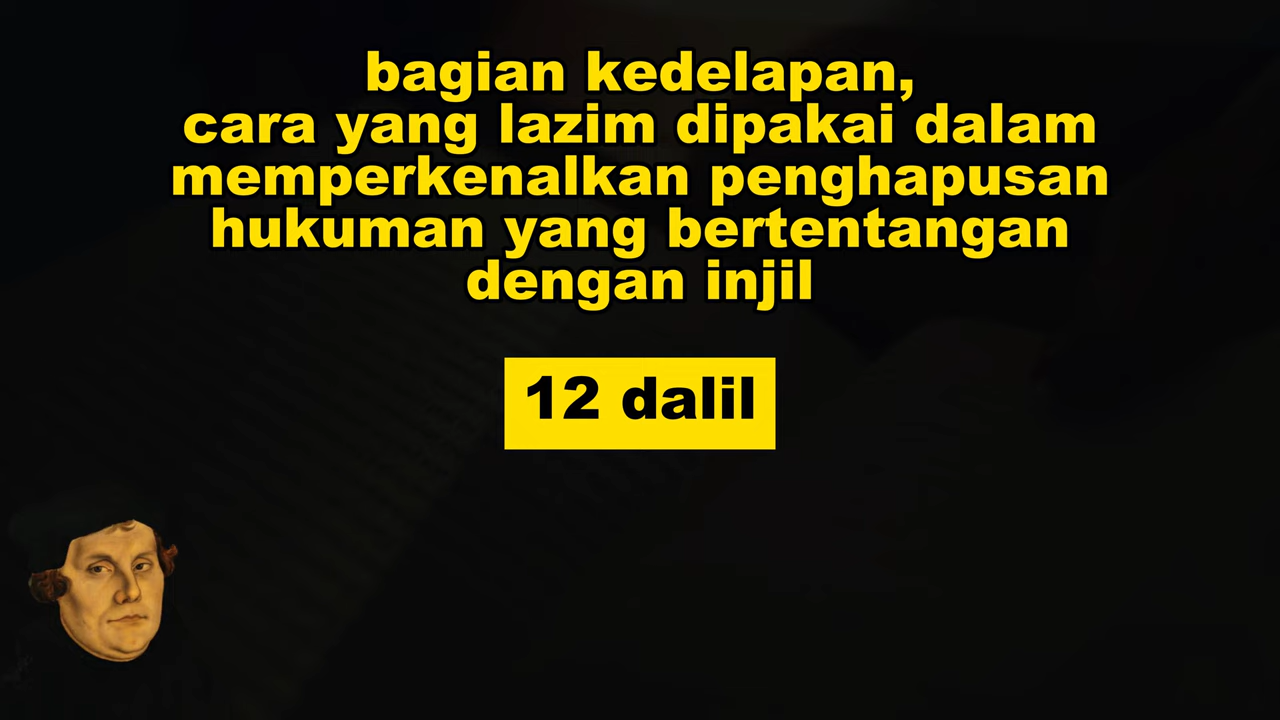 bagian kedelapan,
cara yang lazim dipakai dalam
memperkenalkan penghapusan
hukuman yang bertentangan
dengan injil
12 dalil